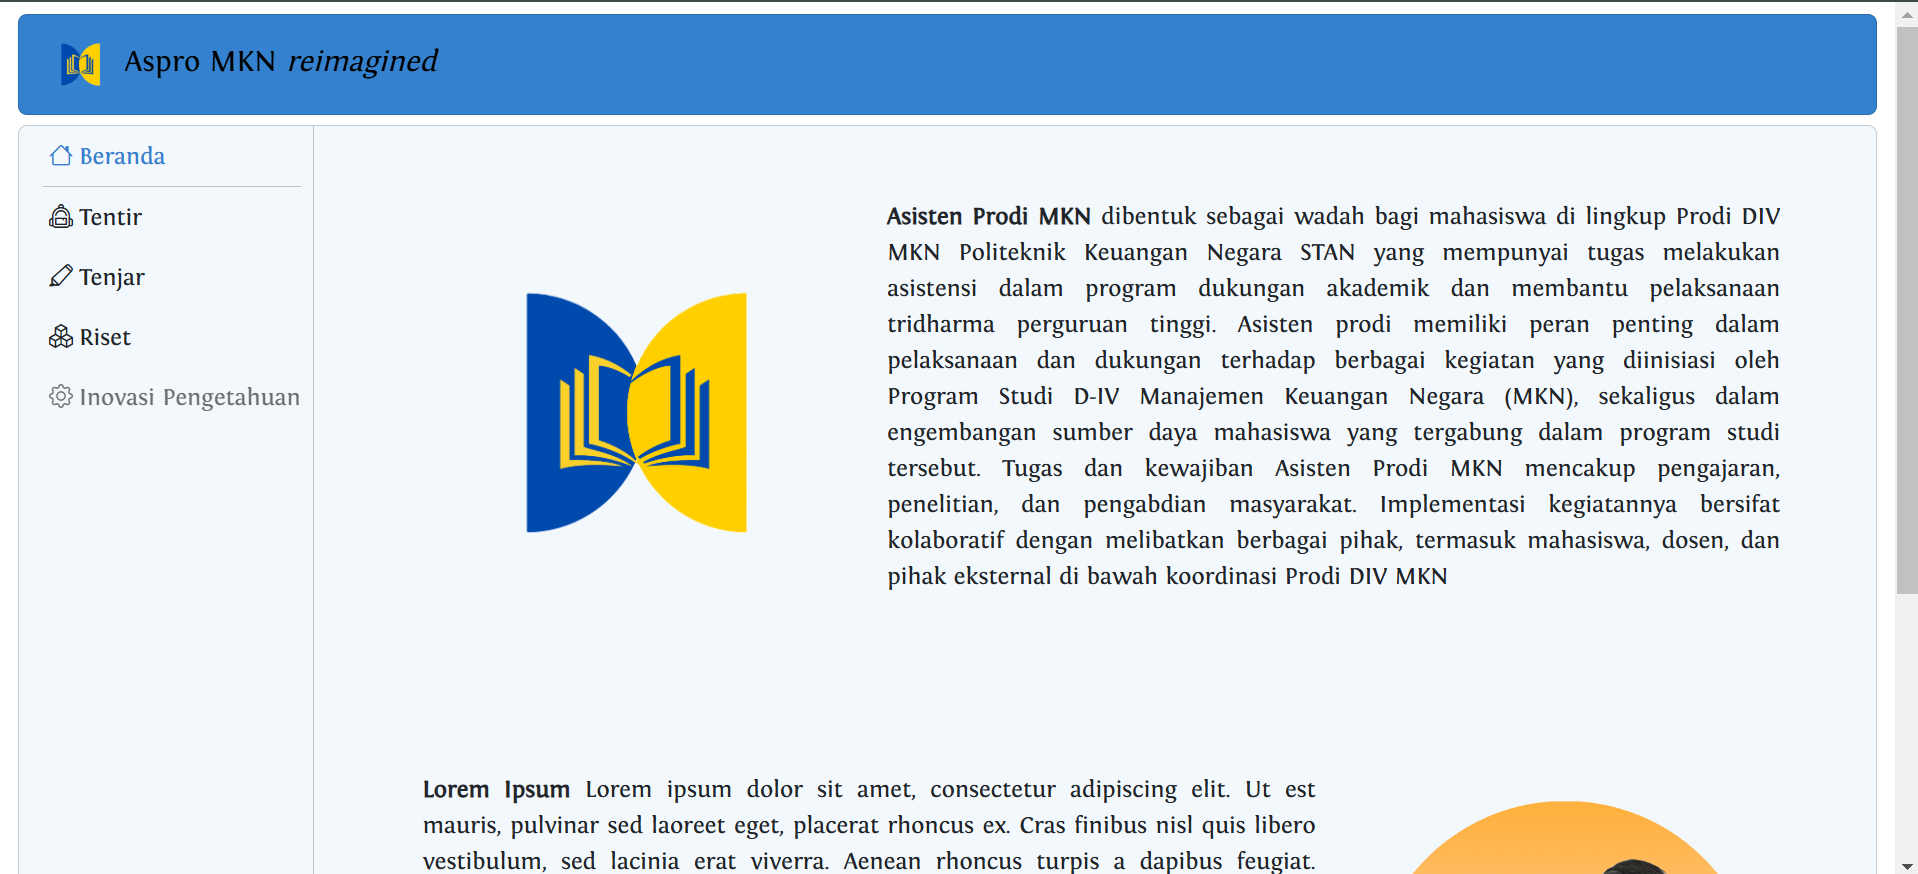 Aspro MKN reimagined
Beranda
Tentir
Tenjar
Riset
Inovasi Pengetahuan
Asisten Prodi MKN dibentuk sebagai wadah bagi mahasiswa di lingkup Prodi DIV
MKN Politeknik Keuangan Negara STAN yang mempunyai tugas melakukan
asistensi dalam program dukungan akademik dan membantu pelaksanaan
tridharma perguruan tinggi. Asisten prodi memiliki peran penting dalam
pelaksanaan dan dukungan terhadap berbagai kegiatan yang diinisiasi oleh
Program Studi D-IV Manajemen Keuangan Negara (MKN), sekaligus dalam
engembangan sumber daya mahasiswa yang tergabung dalam program studi
tersebut. Tugas dan kewajiban Asisten Prodi MKN mencakup pengajaran,
penelitian, dan pengabdian masyarakat. Implementasi kegiatannya bersifat
kolaboratif dengan melibatkan berbagai pihak, termasuk mahasiswa, dosen, dan
pihak eksternal di bawah koordinasi Prodi DIV MKN
Lorem Ipsum Lorem ipsum dolor sit amet, consectetur adipiscing elit. Ut est
mauris, pulvinar sed laoreet eget, placerat rhoncus ex. Cras finibus nisl quis libero
vestibulum, sed lacinia erat viverra. Aenean rhoncus turpis a dapibus feugiat.